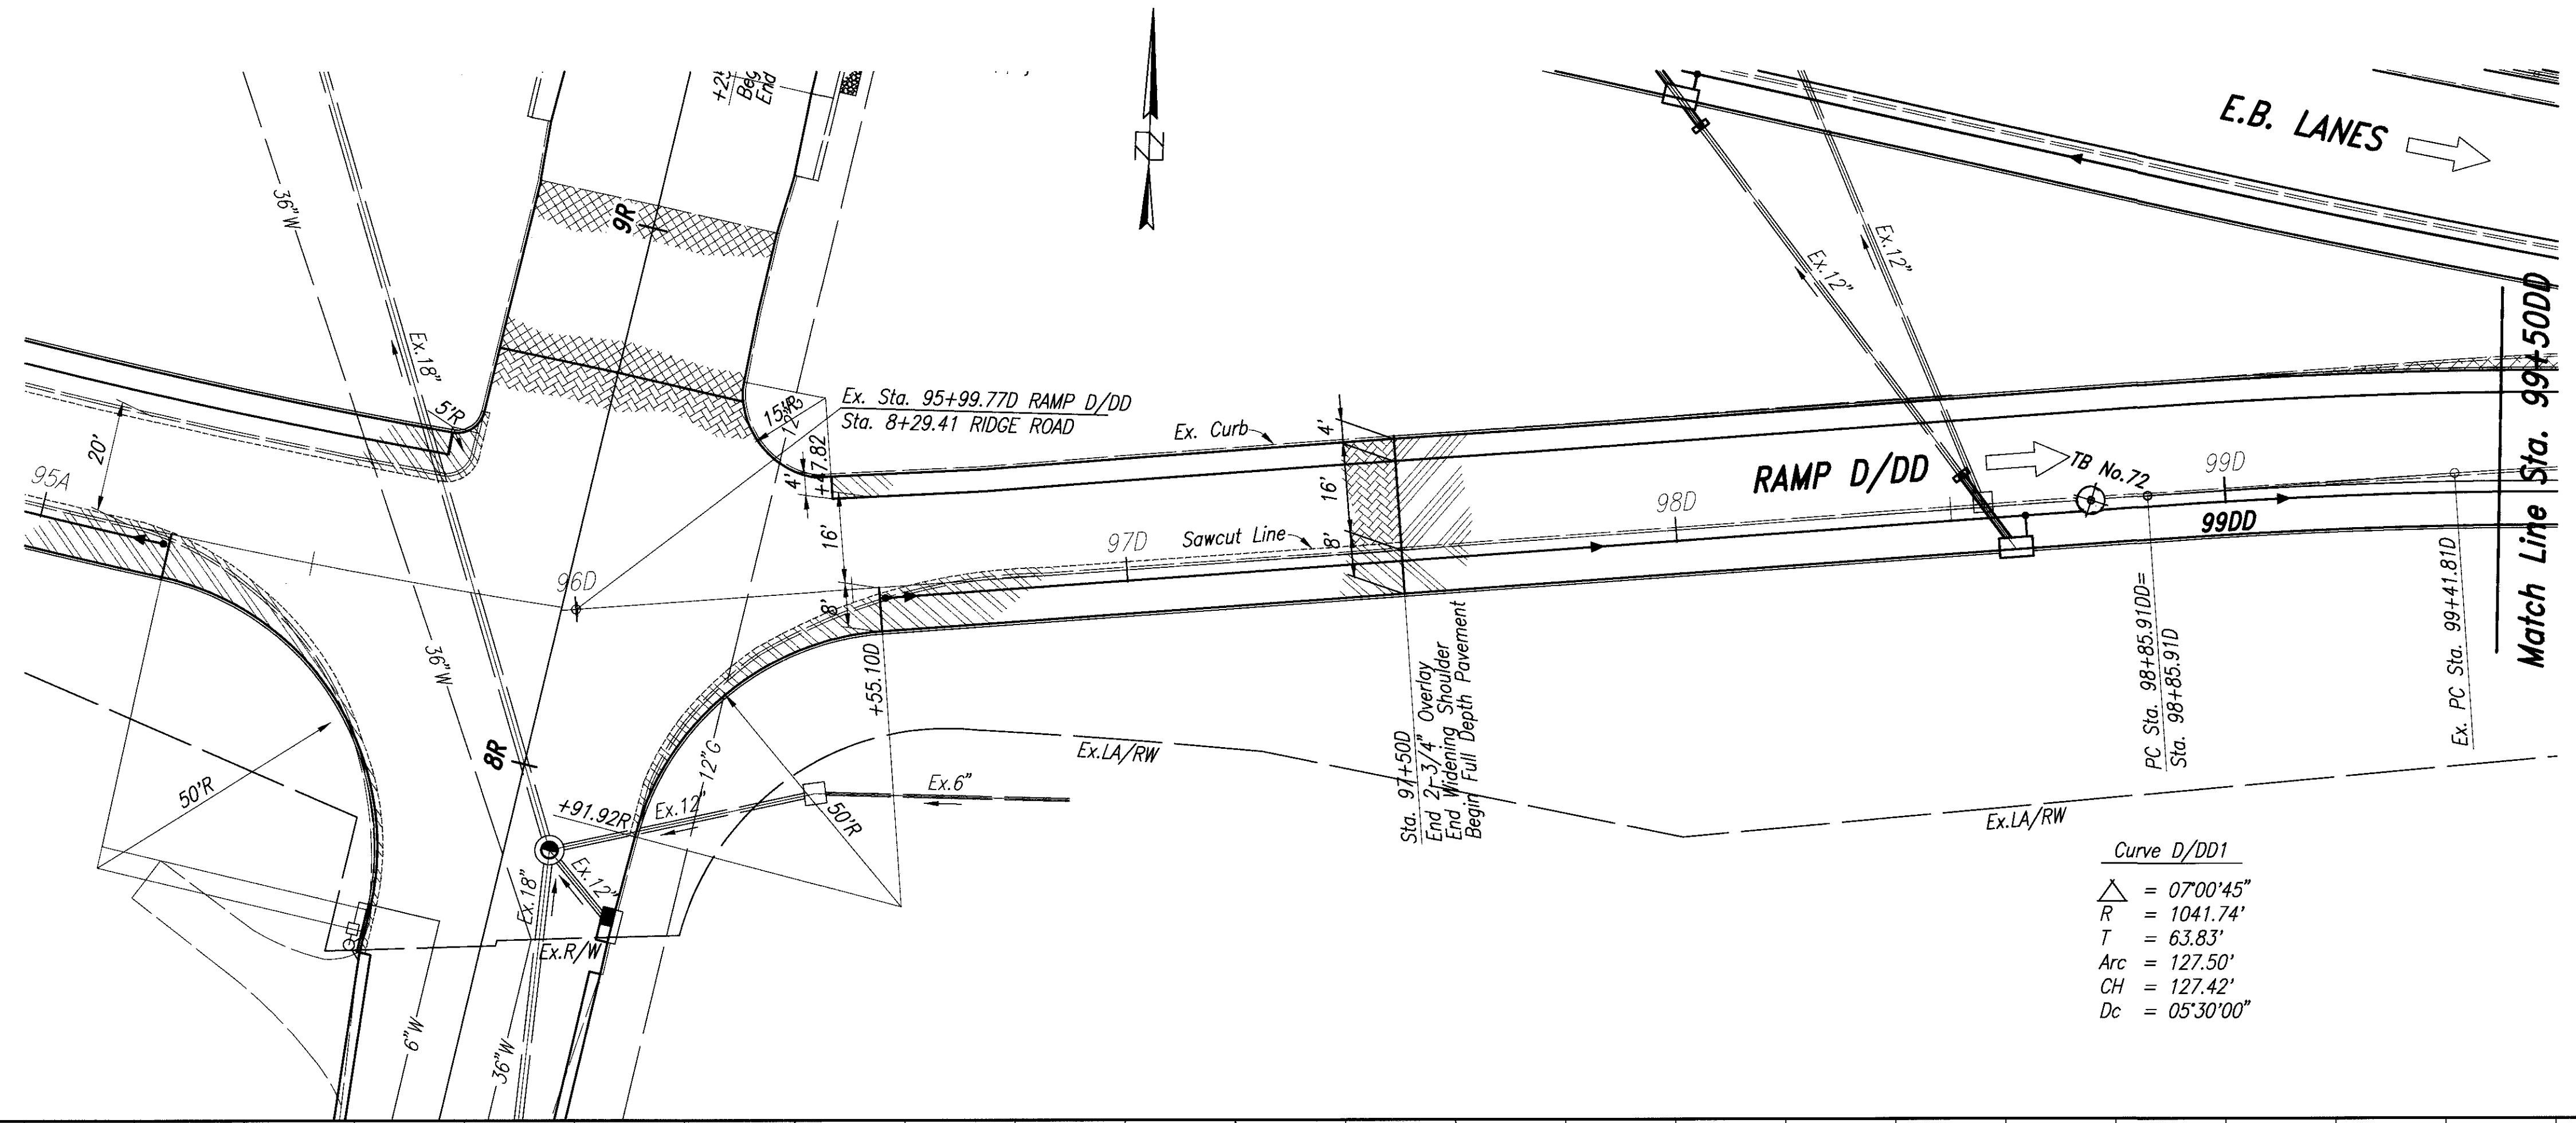 +25
Beg
End
E.B. LANES
36"W
9R
Ex.12"
Ex.12"
Ex.18"
5'R
20'
95A
15'R
12"G
Ex. Sta. 95+99.77D RAMP D/DD
Sta. 8+29.41 RIDGE ROAD
4'
+47.82
16'
8'
96D
Ex. Curb
4'
16'
8'
97D
Sawcut Line
98D
RAMP D/DD
TB No.72
99D
99DD
Match Line Sta. 99+50DD
36"W
8R
50'R
+55.10D
12"G
Ex.LA/RW
Ex.6"
+91.92R
Ex.12"
50'R
Ex.12"
Ex.18"
Ex.R/W
6"W
36"W
Sta. 97+50D
End 2-3/4" Overlay
End Widening Shoulder
Begin Full Depth Pavement
PC Sta. 98+85.91DD=
Sta. 98+85.91D
Ex. PC Sta. 99+41.81D
Ex.LA/RW
Curve D/DD1
△ = 07°00'45"
R = 1041.74'
T = 63.83'
Arc = 127.50'
CH = 127.42'
Dc = 05°30'00"